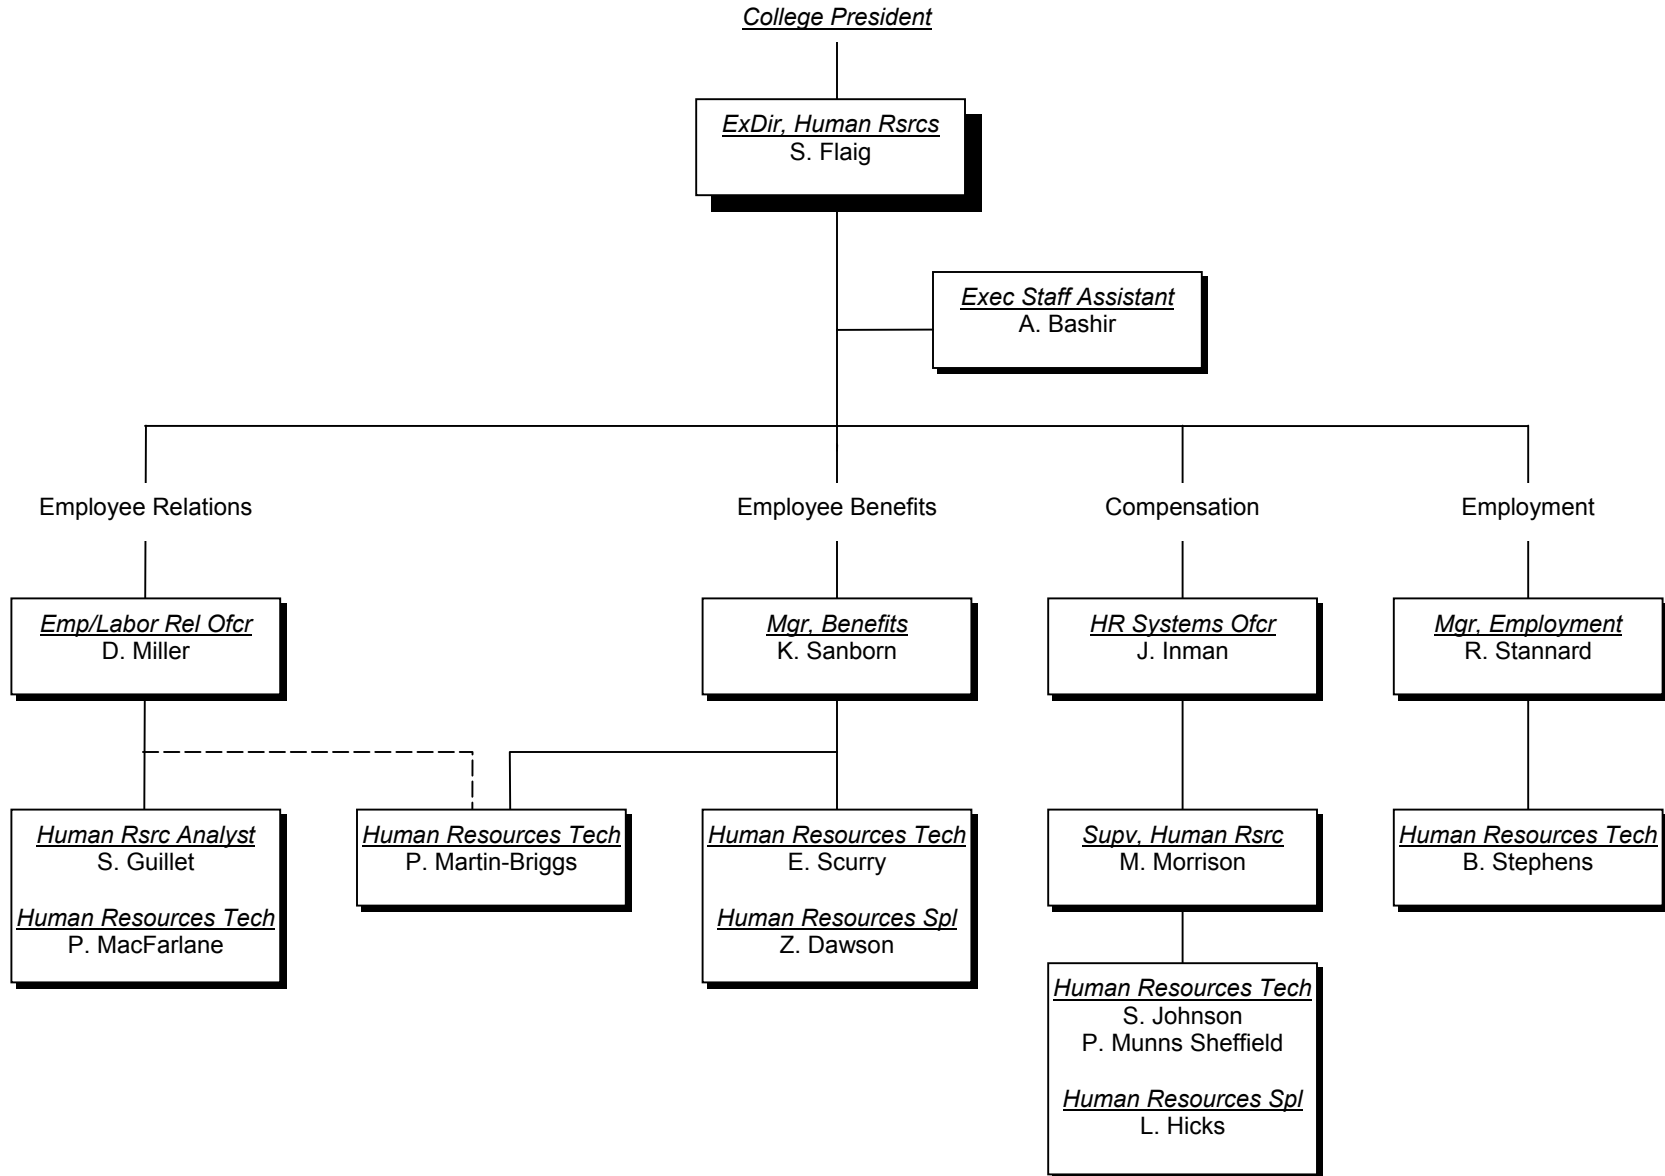 College President
ExDir, Human Rsrcs
S. Flaig
Exec Staff Assistant
A. Bashir
Employee Relations
Employee Benefits
Compensation
Employment
Emp/Labor Rel Ofcr
D. Miller
Mgr, Benefits
K. Sanborn
HR Systems Ofcr
J. Inman
Mgr, Employment
R. Stannard
Human Rsrc Analyst
S. Guillet
Human Resources Tech
P. MacFarlane
Human Resources Tech
P. Martin-Briggs
Human Resources Tech
E. Scurry
Human Resources Spl
Z. Dawson
Supv, Human Rsrc
M. Morrison
Human Resources Tech
B. Stephens
Human Resources Tech
S. Johnson
P. Munns Sheffield
Human Resources Spl
L. Hicks